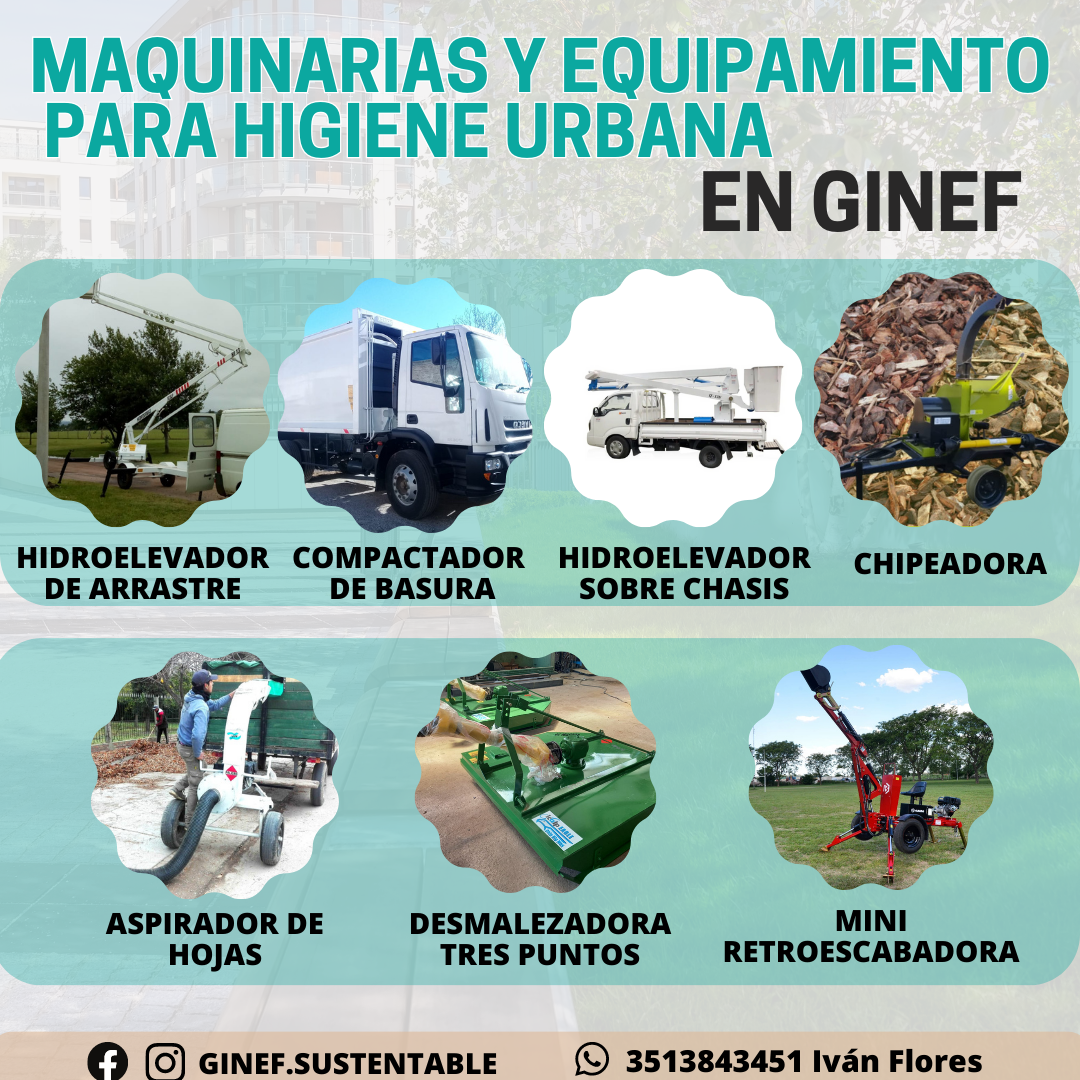 MAQUINARIAS Y EQUIPAMIENTO
PARA HIGIENE URBANA
EN GINEF
HIDROELEVADOR
DE ARRASTRE
COMPACTADOR
DE BASURA
HIDROELEVADOR
SOBRE CHASIS
CHIPEADORA
ASPIRADOR DE
HOJAS
DESMALEZADORA
TRES PUNTOS
MINI
RETROESCABADORA
GINEF.SUSTENTABLE
3513843451 Iván Flores